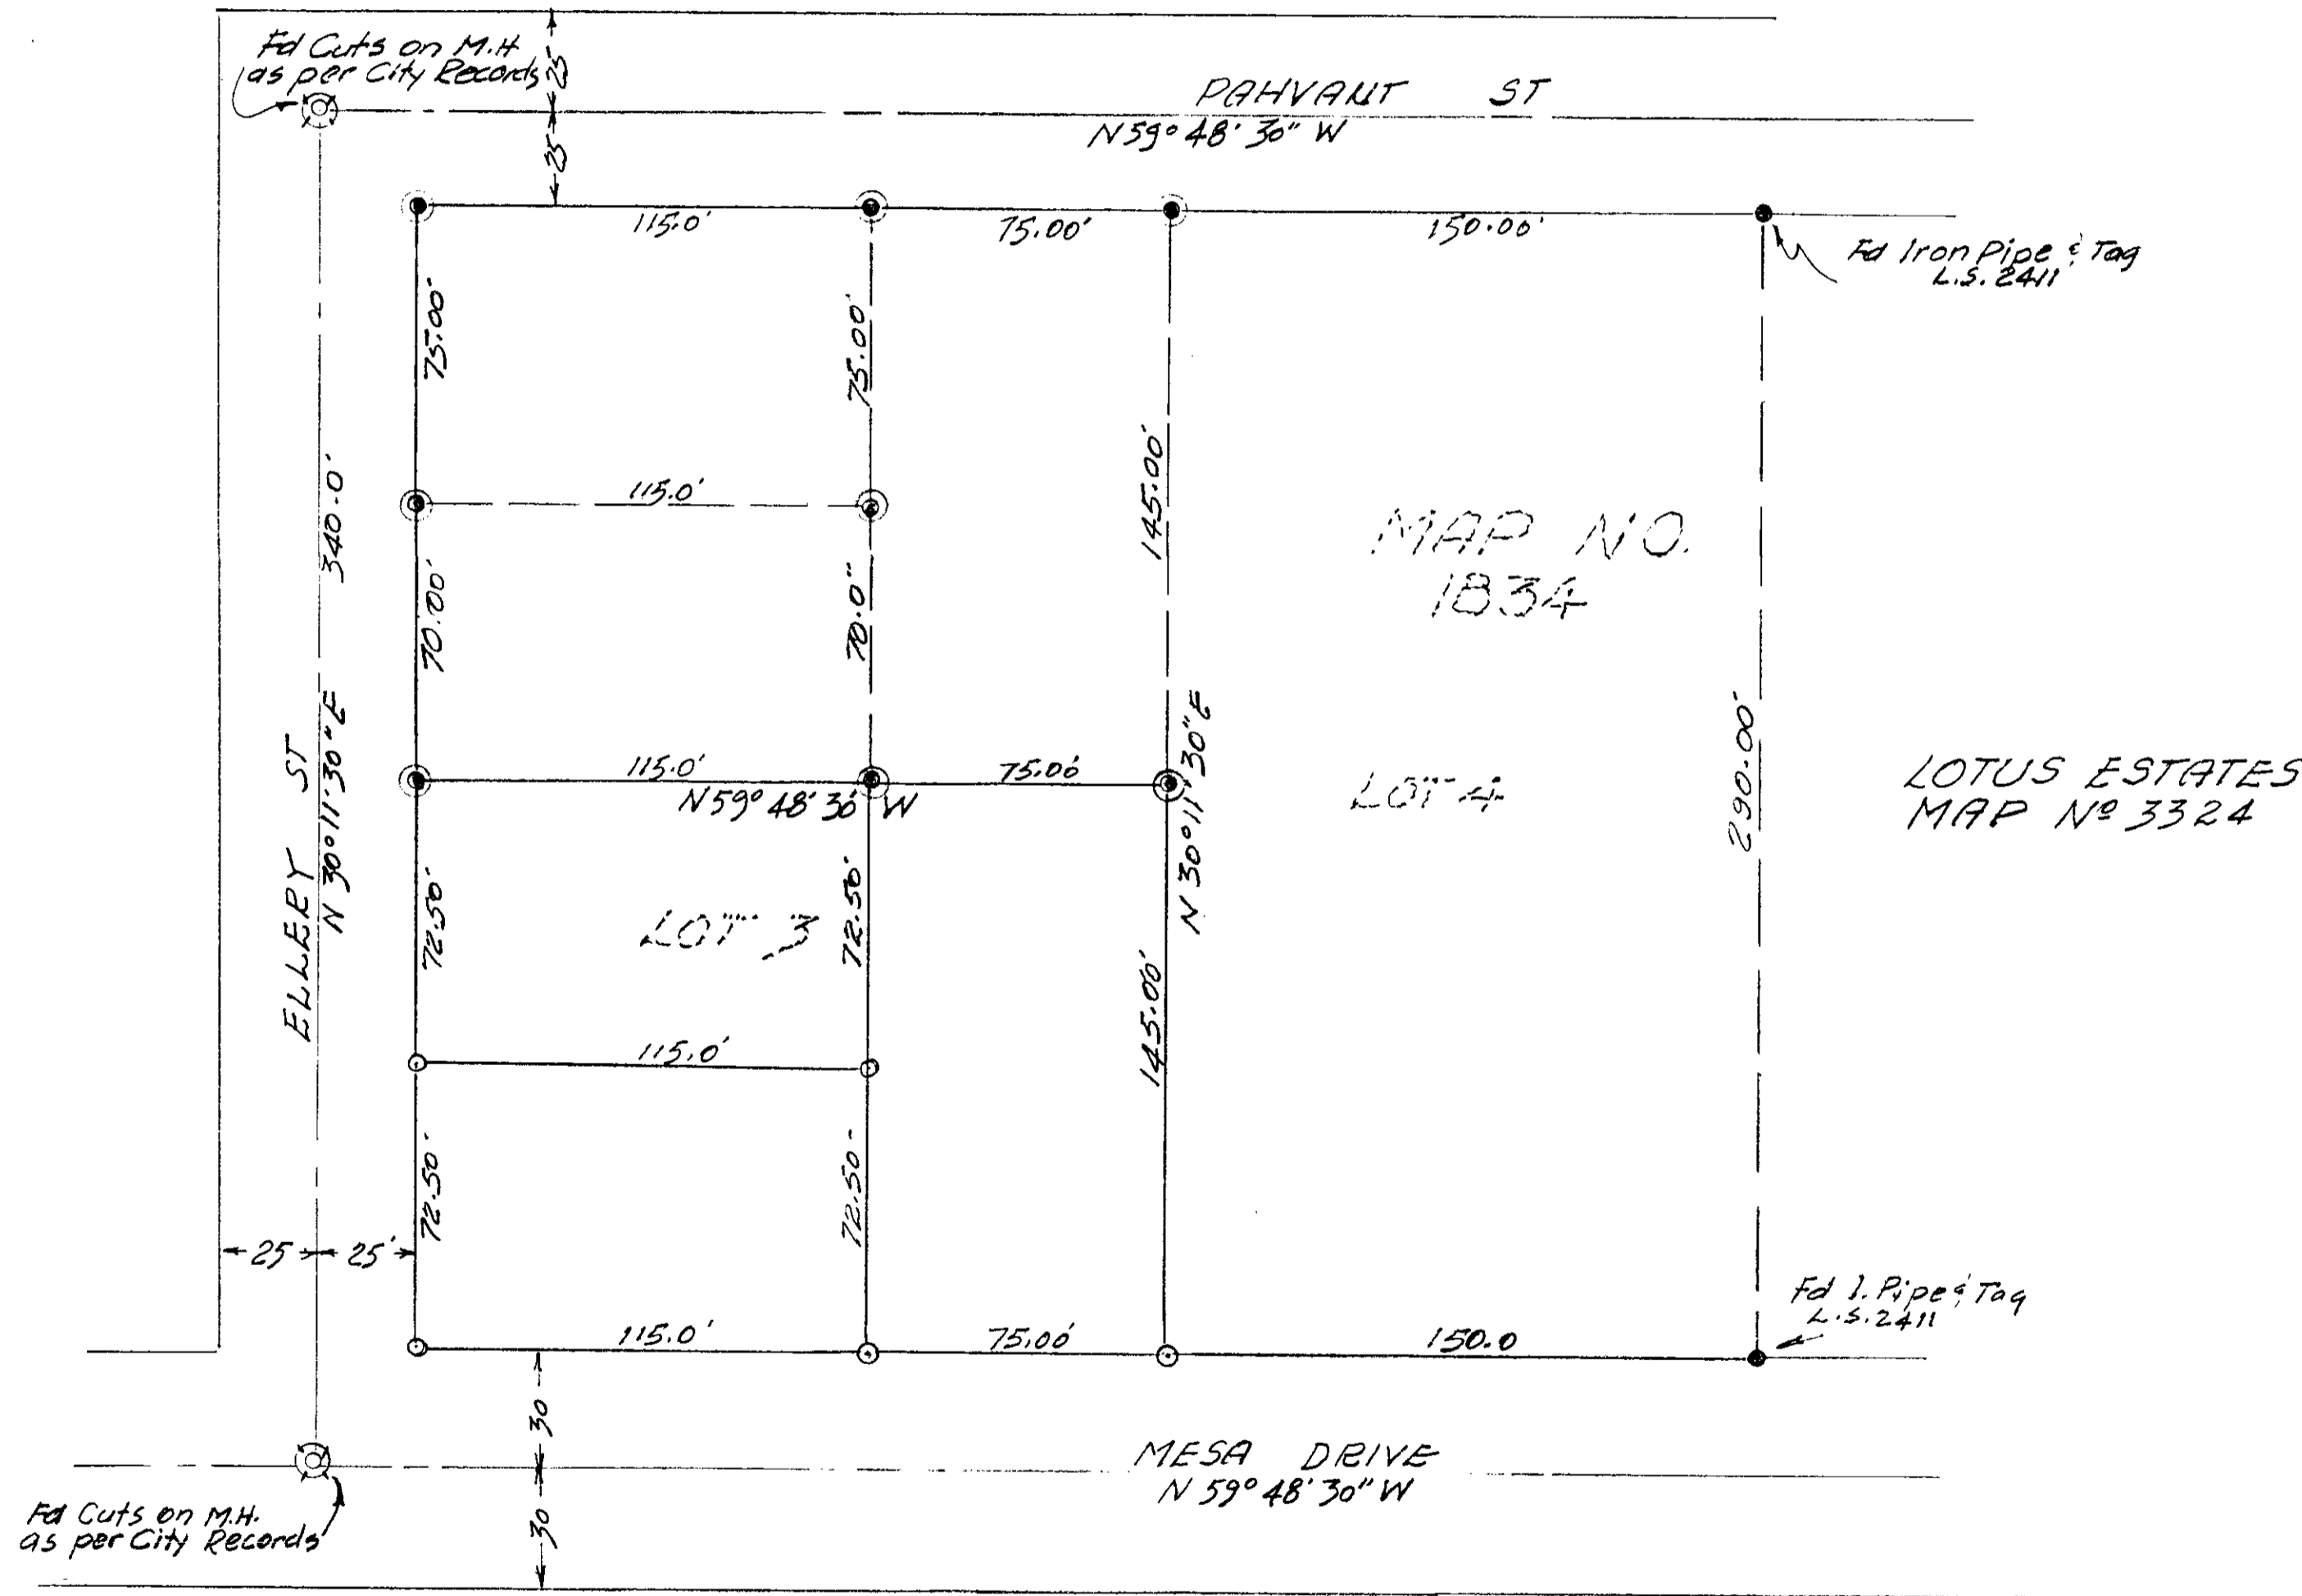 Fd Cuts on M.H
as per City Records
25'
25'
PAHVANT ST
N59° 48' 30" W
115.0'
75.00'
150.00'
Fd Iron Pipe & Tag
L.S. 2411
75.00'
75.00'
145.00'
340.0'
115.0'
MAP NO.
1834
70.00'
70.0"
ELLERY ST
N 30° 11' 30" E
115.0'
75.00'
N59° 48' 30" W
N 30° 11' 30" E
LOT 4
290.00'
LOTUS ESTATES
MAP Nº 3324
72.50'
LOT 3
72.50'
145.00'
115.0'
72.50'
72.50'
25
25'
Fd I. Pipe & Tag
L.S. 2411
115.0'
75.00'
150.0
30
MESA DRIVE
N 59° 48' 30" W
Fd Cuts on M.H.
as per City Records
30